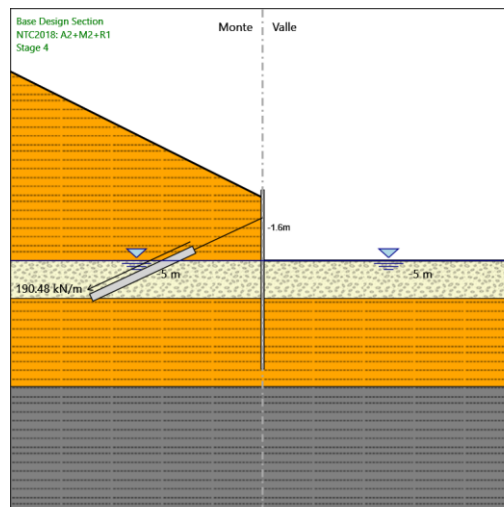 Base Design Section
NTC2018: A2+M2+R1
Stage 4
Monte Valle
-1.6m
-5 m
-5 m
190.48 kN/m